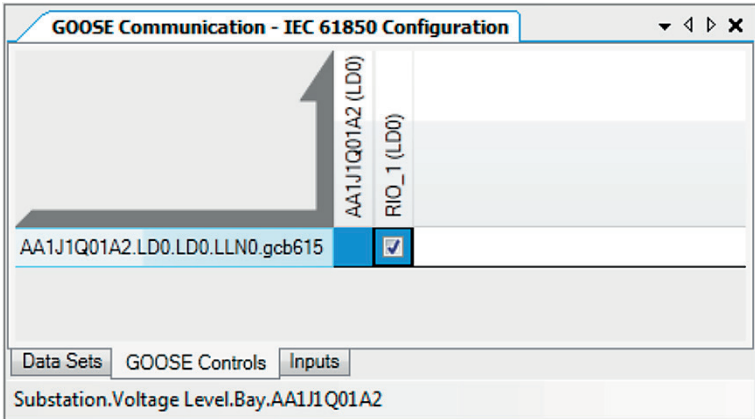 GOOSE Communication - IEC 61850 Configuration
AA1J1Q01A2 (LD0)
RIO_1 (LD0)
AA1J1Q01A2.LD0.LD0.LLN0.gcb615
Data Sets GOOSE Controls Inputs
Substation.Voltage Level.Bay.AA1J1Q01A2